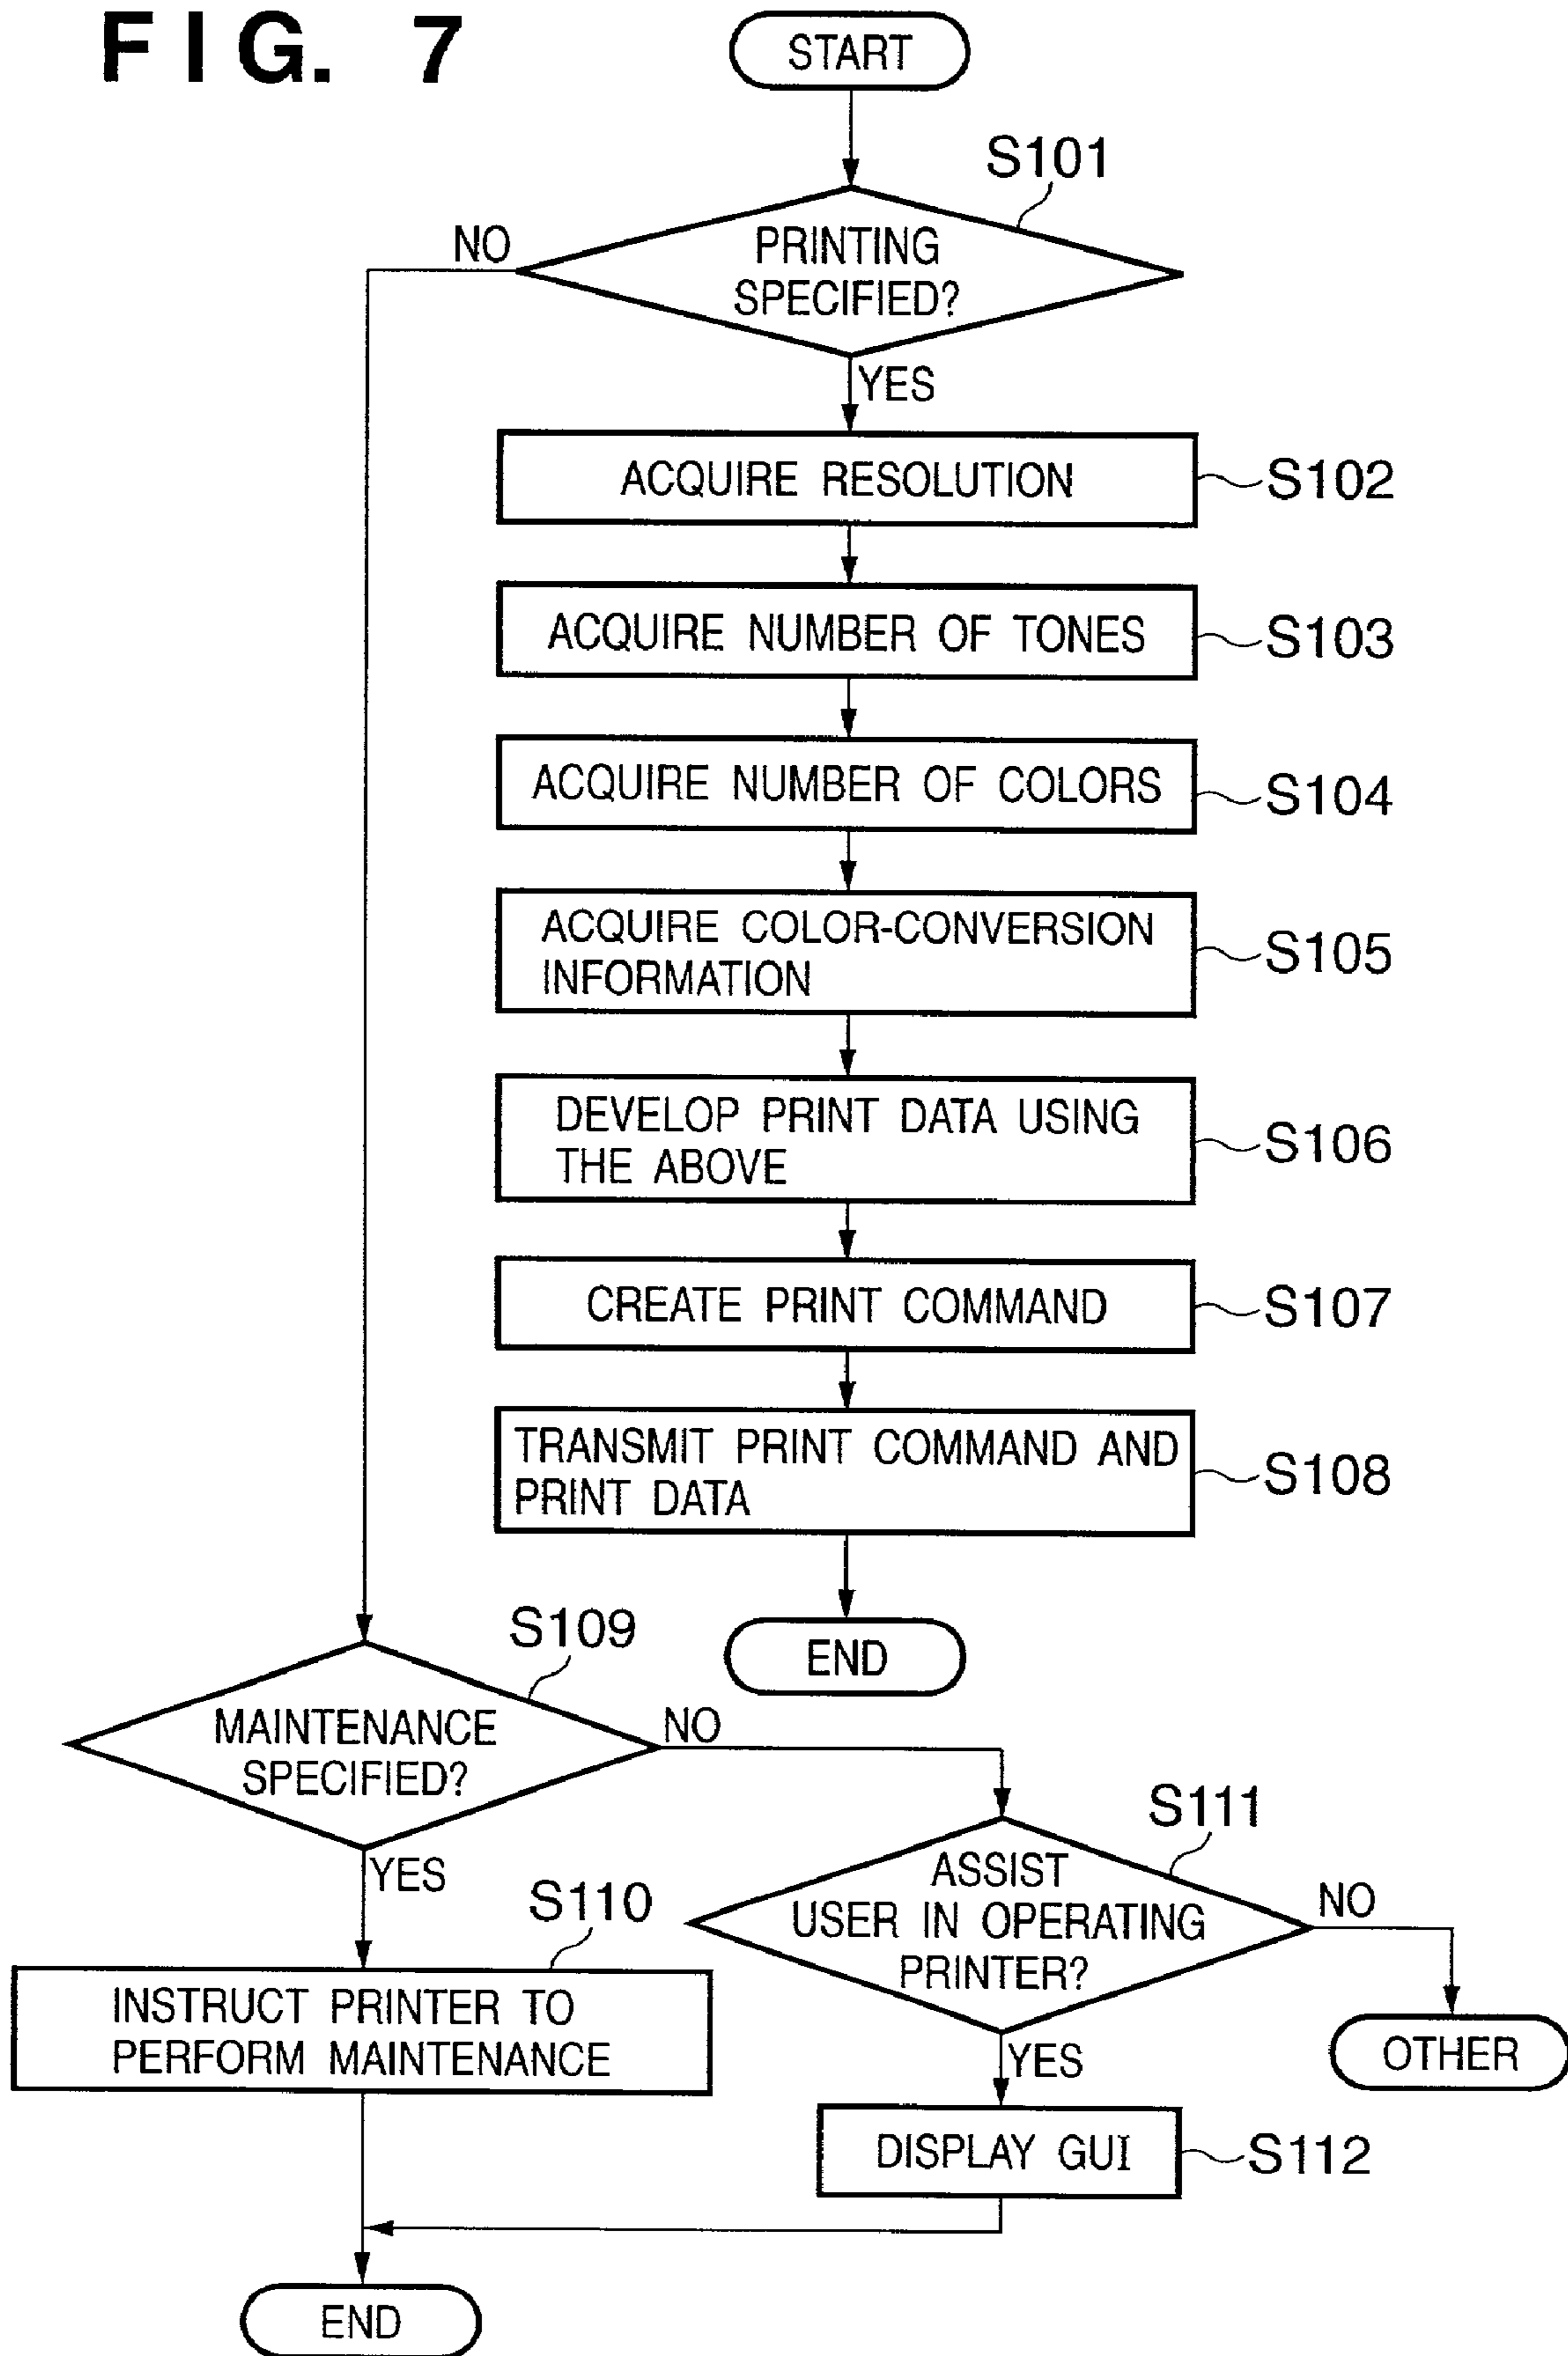 FIG. 7
START
S101
NO
PRINTING
SPECIFIED?
YES
ACQUIRE RESOLUTION
S102
ACQUIRE NUMBER OF TONES
S103
ACQUIRE NUMBER OF COLORS
S104
ACQUIRE COLOR-CONVERSION
INFORMATION
S105
DEVELOP PRINT DATA USING
THE ABOVE
S106
CREATE PRINT COMMAND
S107
TRANSMIT PRINT COMMAND AND
PRINT DATA
S108
END
S109
MAINTENANCE
SPECIFIED?
NO
YES
S110
INSTRUCT PRINTER TO
PERFORM MAINTENANCE
S111
ASSIST
USER IN OPERATING
PRINTER?
NO
OTHER
YES
DISPLAY GUI
S112
END